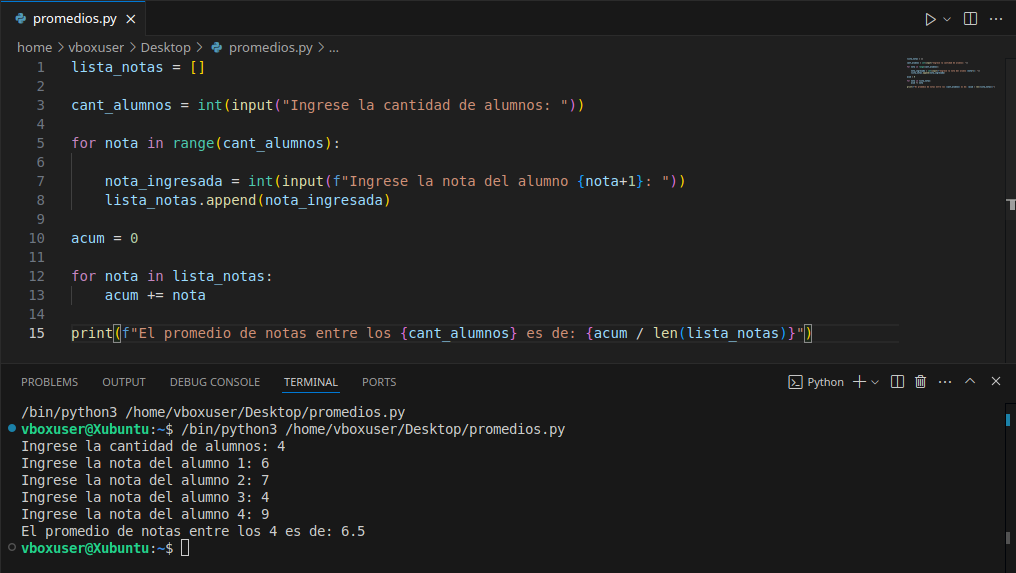 promedios.py
home > vboxuser > Desktop > promedios.py > ...
1 lista_notas = []
2
3 cant_alumnos = int(input("Ingrese la cantidad de alumnos: "))
4
5 for nota in range(cant_alumnos):
6
7     nota_ingresada = int(input(f"Ingrese la nota del alumno {nota+1}: "))
8     lista_notas.append(nota_ingresada)
9
10 acum = 0
11
12 for nota in lista_notas:
13     acum += nota
14
15 print(f"El promedio de notas entre los {cant_alumnos} es de: {acum / len(lista_notas)}")
PROBLEMS OUTPUT DEBUG CONSOLE TERMINAL PORTS Python
/bin/python3 /home/vboxuser/Desktop/promedios.py
vboxuser@Xubuntu:~$ /bin/python3 /home/vboxuser/Desktop/promedios.py
Ingrese la cantidad de alumnos: 4
Ingrese la nota del alumno 1: 6
Ingrese la nota del alumno 2: 7
Ingrese la nota del alumno 3: 4
Ingrese la nota del alumno 4: 9
El promedio de notas entre los 4 es de: 6.5
vboxuser@Xubuntu:~$